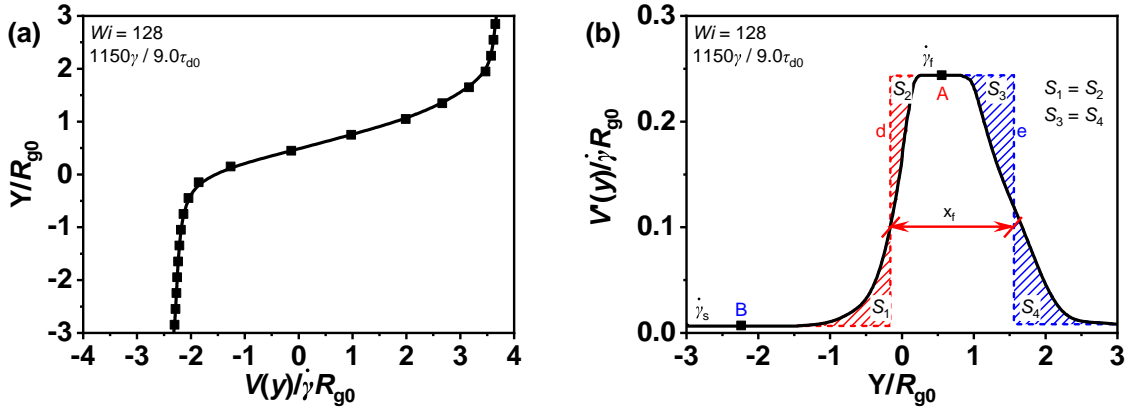 (a)
Wi = 128
1150γ / 9.0τd0
Y/Rg0
3
2
1
0
-1
-2
-3
-4 -3 -2 -1 0 1 2 3 4
V(y)/γ̇Rg0
(b)
Wi = 128
1150γ / 9.0τd0
V'(y)/γ̇Rg0
0.3
0.2
0.1
0.0
γ̇f
A
S2
S3
S1 = S2
S3 = S4
d
e
xf
γ̇s
B
S1
S4
-3 -2 -1 0 1 2 3
Y/Rg0